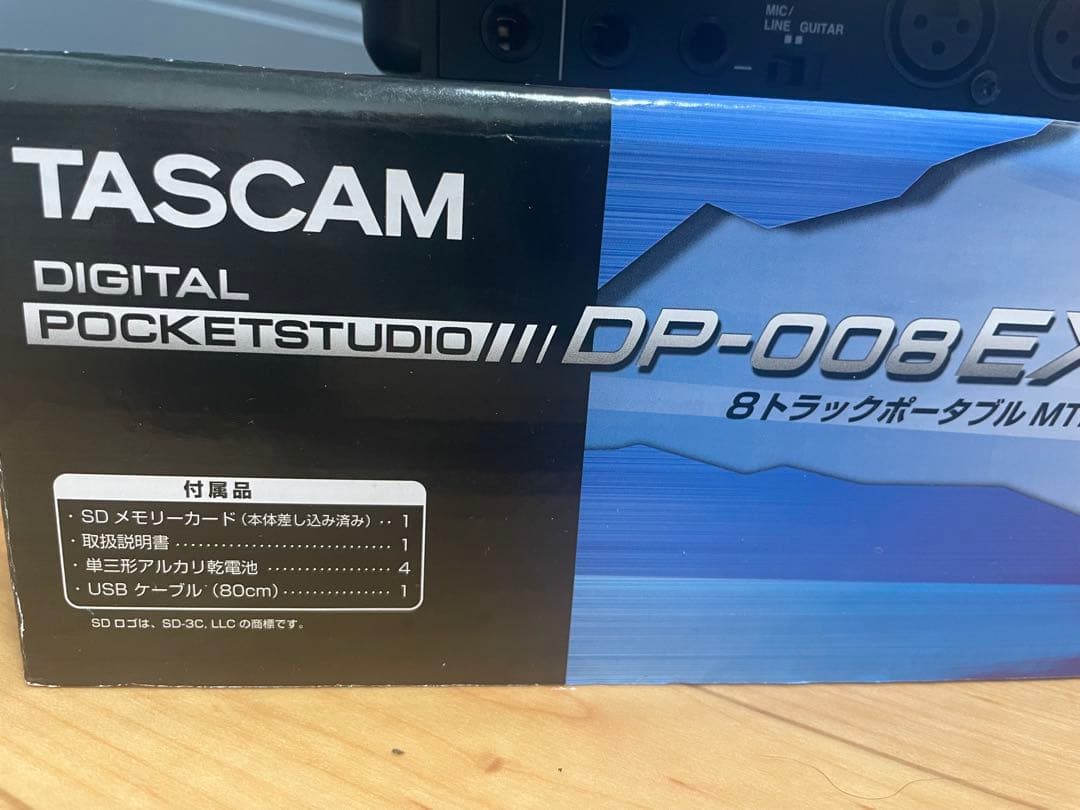 MIC/
LINE GUITAR
TASCAM
DIGITAL
POCKETSTUDIO
DP-008EX
8トラックポータブル MT
付属品
・SD メモリーカード（本体差し込み済み）‥ 1
・取扱説明書 ………………………… 1
・単三形アルカリ乾電池 ……………… 4
・USB ケーブル（80cm）…………… 1
SD ロゴは、SD-3C, LLC の商標です。